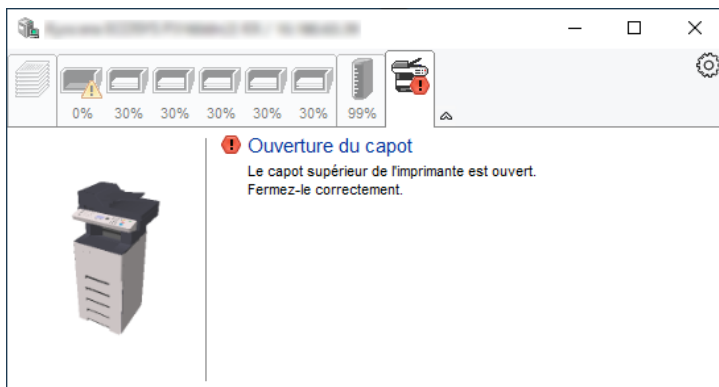 0% 30% 30% 30% 30% 30% 99%
Ouverture du capot
Le capot supérieur de l'imprimante est ouvert.
Fermez-le correctement.